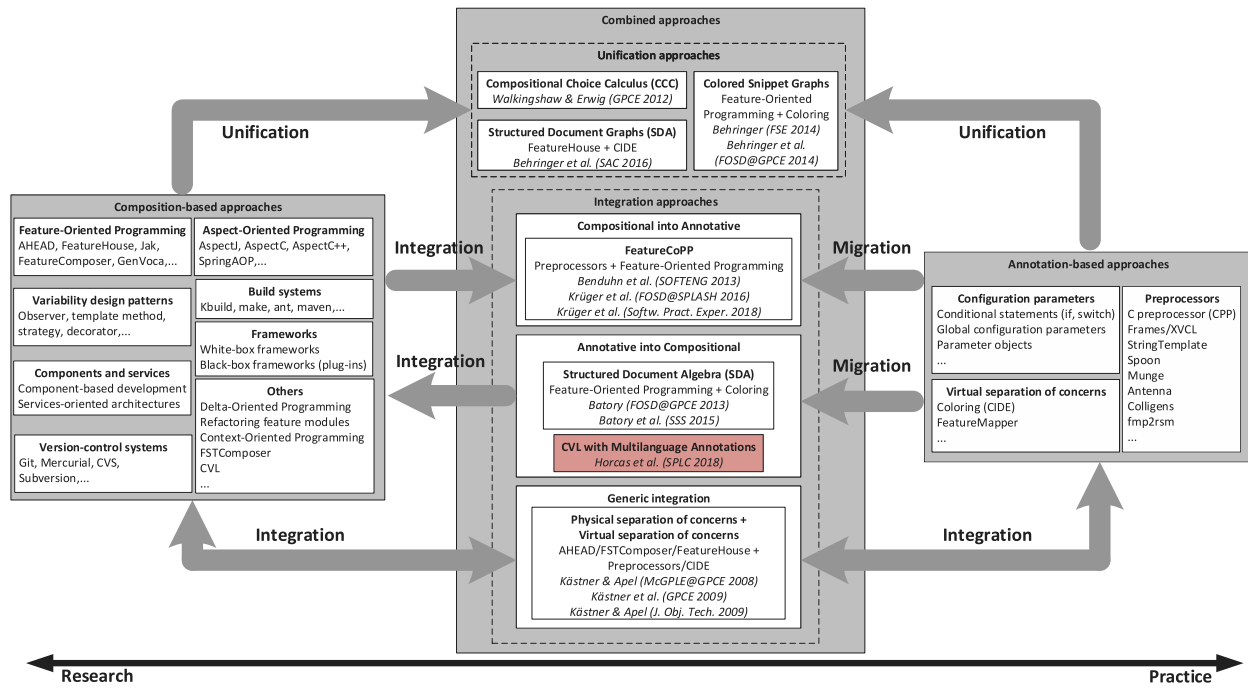 Combined approaches
Unification approaches
Compositional Choice Calculus (CCC)
Walkingshaw & Erwig (GPCE 2012)
Structured Document Graphs (SDA)
FeatureHouse + CIDE
Behringer et al. (SAC 2016)
Colored Snippet Graphs
Feature-Oriented
Programming + Coloring
Behringer (FSE 2014)
Behringer et al.
(FOSD@GPCE 2014)
Unification
Unification
Composition-based approaches
Feature-Oriented Programming
AHEAD, FeatureHouse, Jak,
FeatureComposer, GenVoca,...
Variability design patterns
Observer, template method,
strategy, decorator,...
Components and services
Component-based development
Services-oriented architectures
Version-control systems
Git, Mercurial, CVS,
Subversion,...
Aspect-Oriented Programming
AspectJ, AspectC, AspectC++,
SpringAOP,...
Build systems
Kbuild, make, ant, maven,...
Frameworks
White-box frameworks
Black-box frameworks (plug-ins)
Others
Delta-Oriented Programming
Refactoring feature modules
Context-Oriented Programming
FSTComposer
CVL
...
Integration
Integration
Integration
Integration approaches
Compositional into Annotative
FeatureCoPP
Preprocessors + Feature-Oriented Programming
Benduhn et al. (SOFTENG 2013)
Krüger et al. (FOSD@SPLASH 2016)
Krüger et al. (Softw. Pract. Exper. 2018)
Annotative into Compositional
Structured Document Algebra (SDA)
Feature-Oriented Programming + Coloring
Batory (FOSD@GPCE 2013)
Batory et al. (SSS 2015)
CVL with Multilanguage Annotations
Horcas et al. (SPLC 2018)
Generic integration
Physical separation of concerns +
Virtual separation of concerns
AHEAD/FSTComposer/FeatureHouse +
Preprocessors/CIDE
Kästner & Apel (McGPLE@GPCE 2008)
Kästner et al. (GPCE 2009)
Kästner & Apel (J. Obj. Tech. 2009)
Migration
Migration
Integration
Annotation-based approaches
Configuration parameters
Conditional statements (if, switch)
Global configuration parameters
Parameter objects
...
Virtual separation of concerns
Coloring (CIDE)
FeatureMapper
...
Preprocessors
C preprocessor (CPP)
Frames/XVCL
StringTemplate
Spoon
Munge
Antenna
Colligens
fmp2rsm
...
Research
Practice